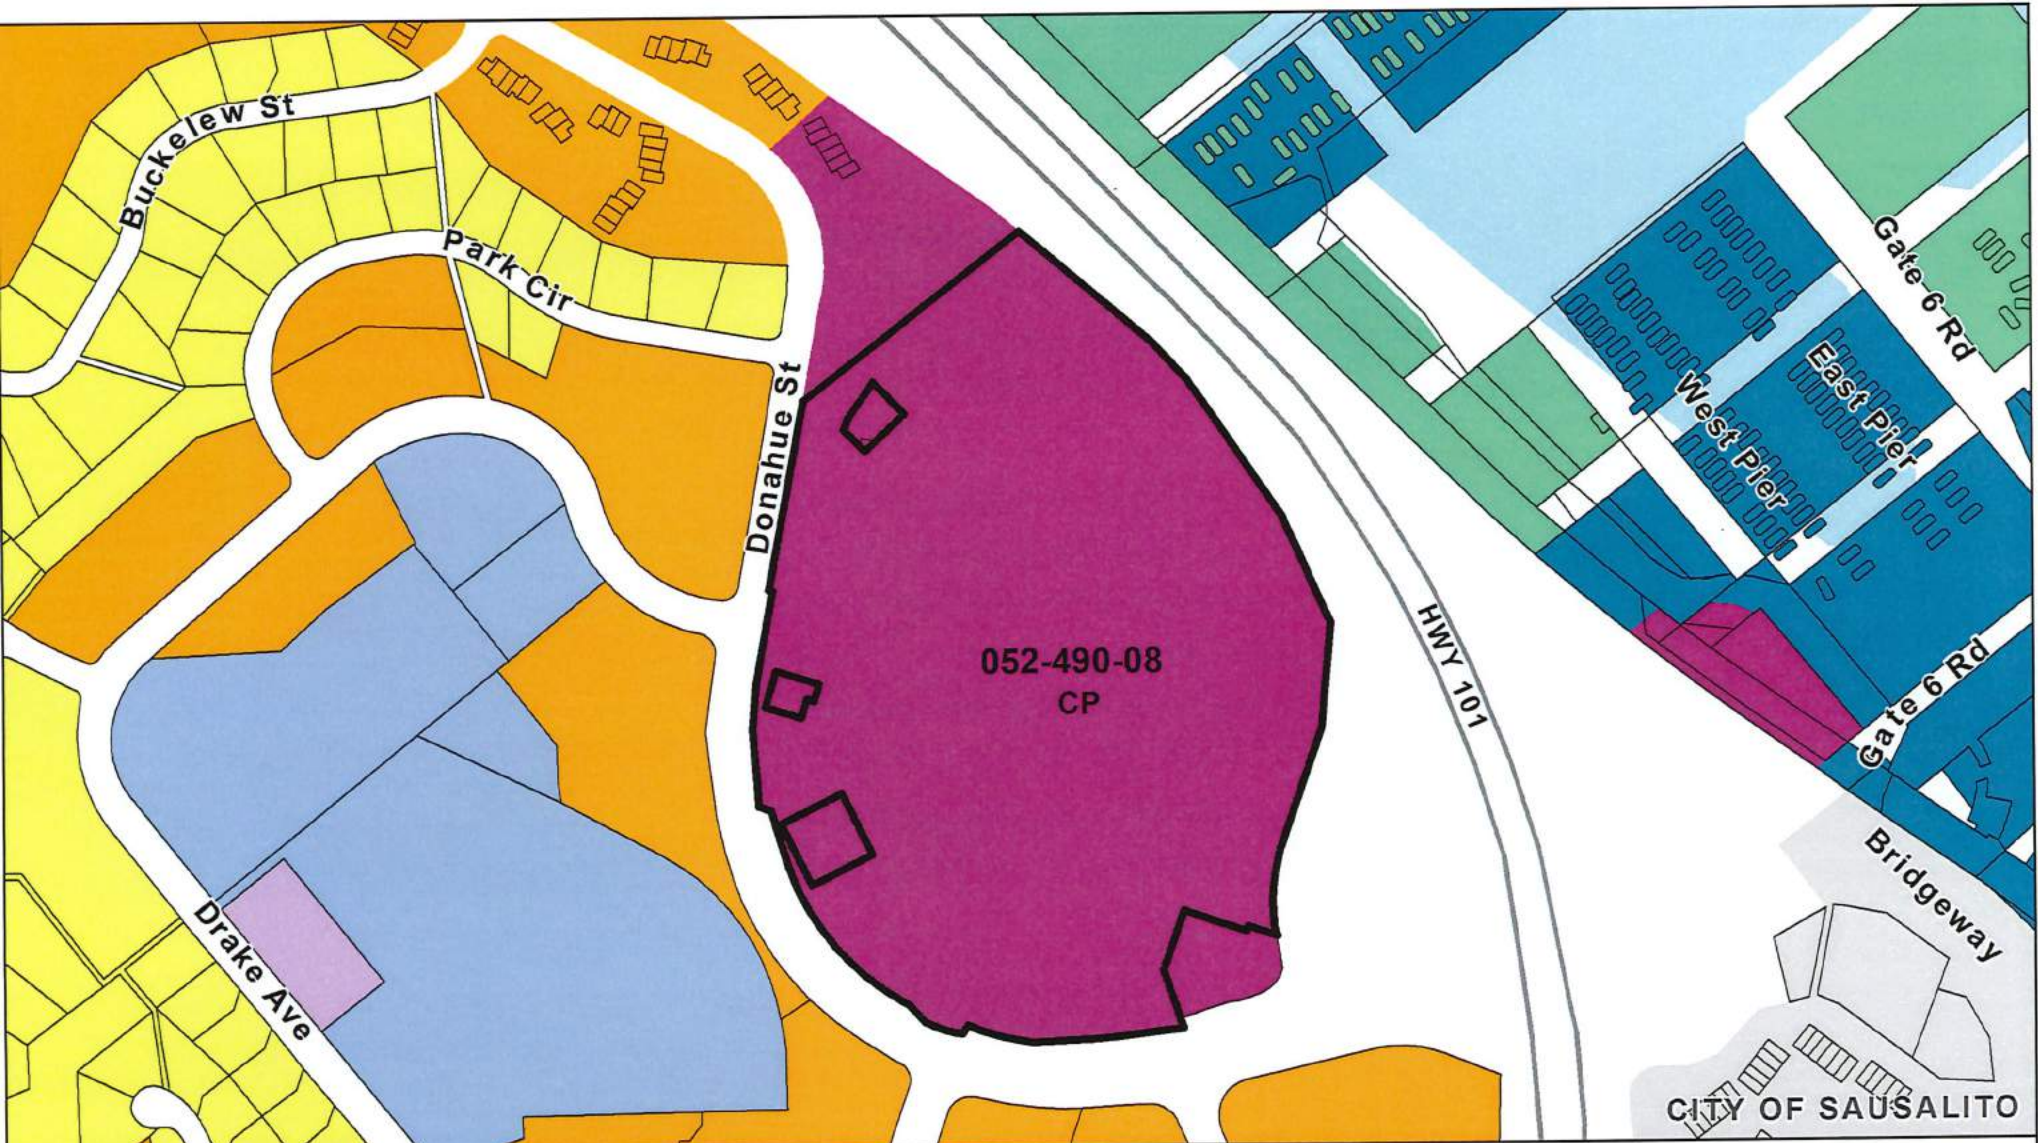 Buckelew St
Park Cir
Donahue St
Drake Ave
052-490-08
CP
HWY 101
Gate 6 Rd
East Pier
West Pier
Gate 6 Rd
Bridgeway
CITY OF SAUSALITO